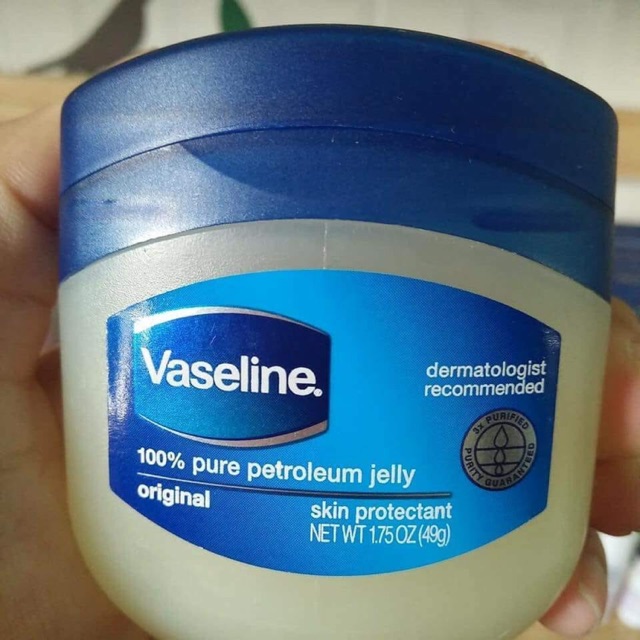 Vaseline.
dermatologist
recommended
3x PURIFIED
PURITY GUARANTEED
100% pure petroleum jelly
original
skin protectant
NET WT 1.75 OZ (49g)